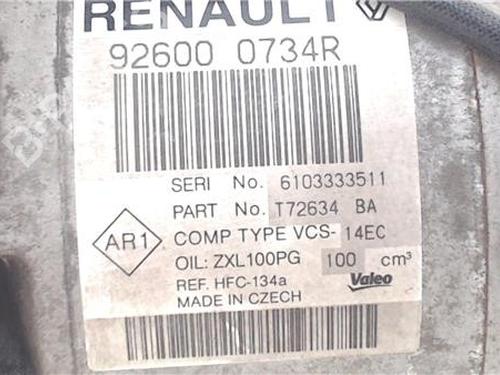 RENAULT
92600 0734R
SERI No. 6103333511
PART No. T72634 BA
AR1
COMP TYPE VCS-14EC
OIL: ZXL100PG 100 cm³
REF. HFC-134a
Valeo
MADE IN CZECH